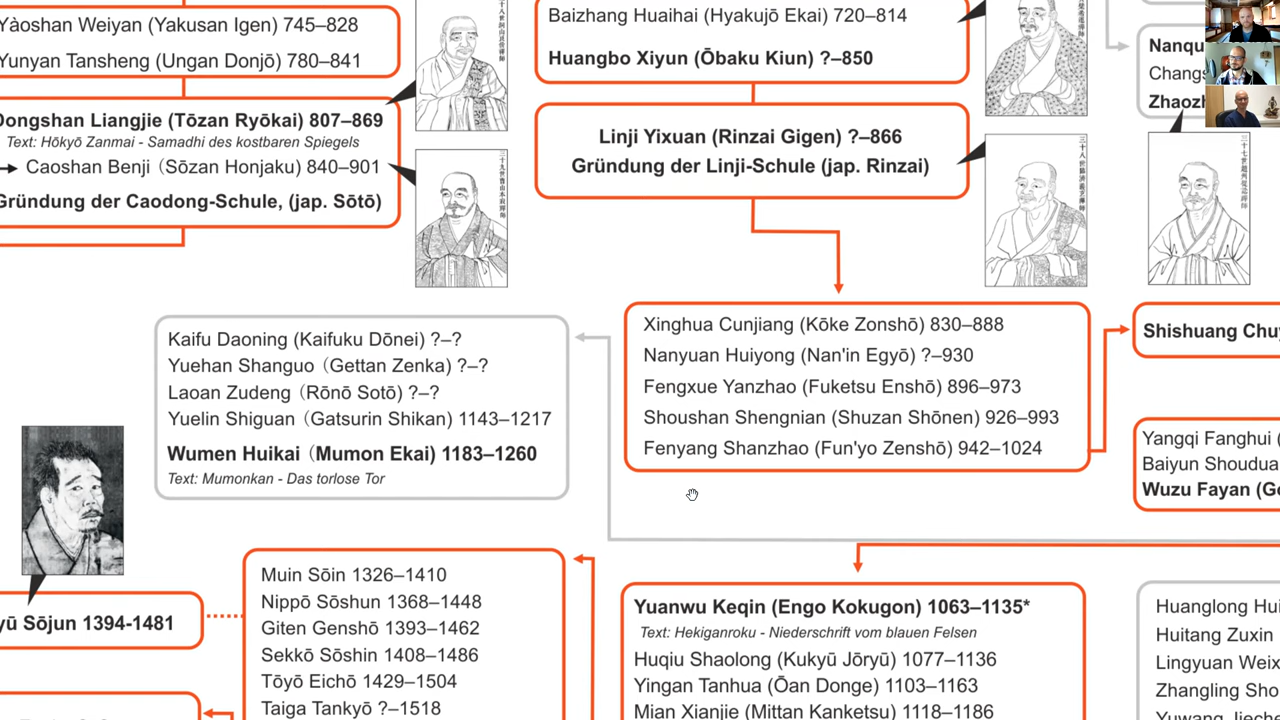 Yàoshan Weiyan (Yakusan Igen) 745–828
Yunyan Tansheng (Ungan Donjō) 780–841
Dongshan Liangjie (Tōzan Ryōkai) 807–869
Text: Hōkyō Zanmai - Samadhi des kostbaren Spiegels
Caoshan Benji (Sōzan Honjaku) 840–901
Gründung der Caodong-Schule, (jap. Sōtō)
Baizhang Huaihai (Hyakujō Ekai) 720–814
Huangbo Xiyun (Ōbaku Kiun) ?–850
Linji Yixuan (Rinzai Gigen) ?–866
Gründung der Linji-Schule (jap. Rinzai)
Nanqu
Changs
Zhaozh
Kaifu Daoning (Kaifuku Dōnei) ?–?
Yuehan Shanguo (Gettan Zenka) ?–?
Laoan Zudeng (Rōnō Sotō) ?–?
Yuelin Shiguan (Gatsurin Shikan) 1143–1217
Wumen Huikai (Mumon Ekai) 1183–1260
Text: Mumonkan - Das torlose Tor
Xinghua Cunjiang (Kōke Zonshō) 830–888
Nanyuan Huiyong (Nan'in Egyō) ?–930
Fengxue Yanzhao (Fuketsu Enshō) 896–973
Shoushan Shengnian (Shuzan Shōnen) 926–993
Fenyang Shanzhao (Fun'yo Zenshō) 942–1024
Shishuang Chuy
Yangqi Fanghui (
Baiyun Shoudua
Wuzu Fayan (Go
yū Sōjun 1394-1481
Muin Sōin 1326–1410
Nippō Sōshun 1368–1448
Giten Genshō 1393–1462
Sekkō Sōshin 1408–1486
Tōyō Eichō 1429–1504
Taiga Tankyō ?–1518
Yuanwu Keqin (Engo Kokugon) 1063–1135*
Text: Hekiganroku - Niederschrift vom blauen Felsen
Huqiu Shaolong (Kukyū Jōryū) 1077–1136
Yingan Tanhua (Ōan Donge) 1103–1163
Mian Xianjie (Mittan Kanketsu) 1118–1186
Huanglong Hui
Huitang Zuxin
Lingyuan Weix
Zhangling Sho
Yuwang Jieche